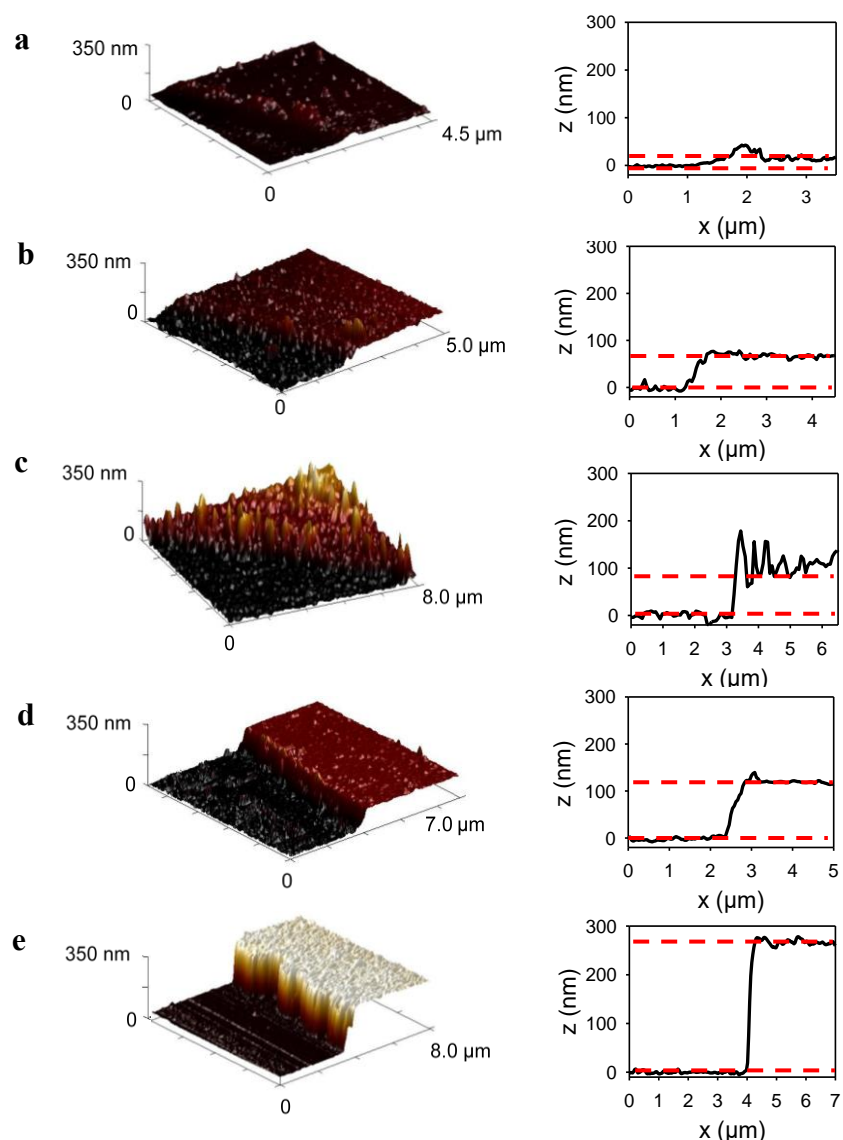 a
350 nm
0
4.5 µm
0
300
200
100
0
z (nm)
0 1 2 3
x (µm)
b
350 nm
0
5.0 µm
0
300
200
100
0
z (nm)
0 1 2 3 4
x (µm)
c
350 nm
0
8.0 µm
0
300
200
100
0
z (nm)
0 1 2 3 4 5 6
x (µm)
d
350 nm
0
7.0 µm
0
300
200
100
0
z (nm)
0 1 2 3 4 5
x (µm)
e
350 nm
0
8.0 µm
0
300
200
100
0
z (nm)
0 1 2 3 4 5 6 7
x (µm)